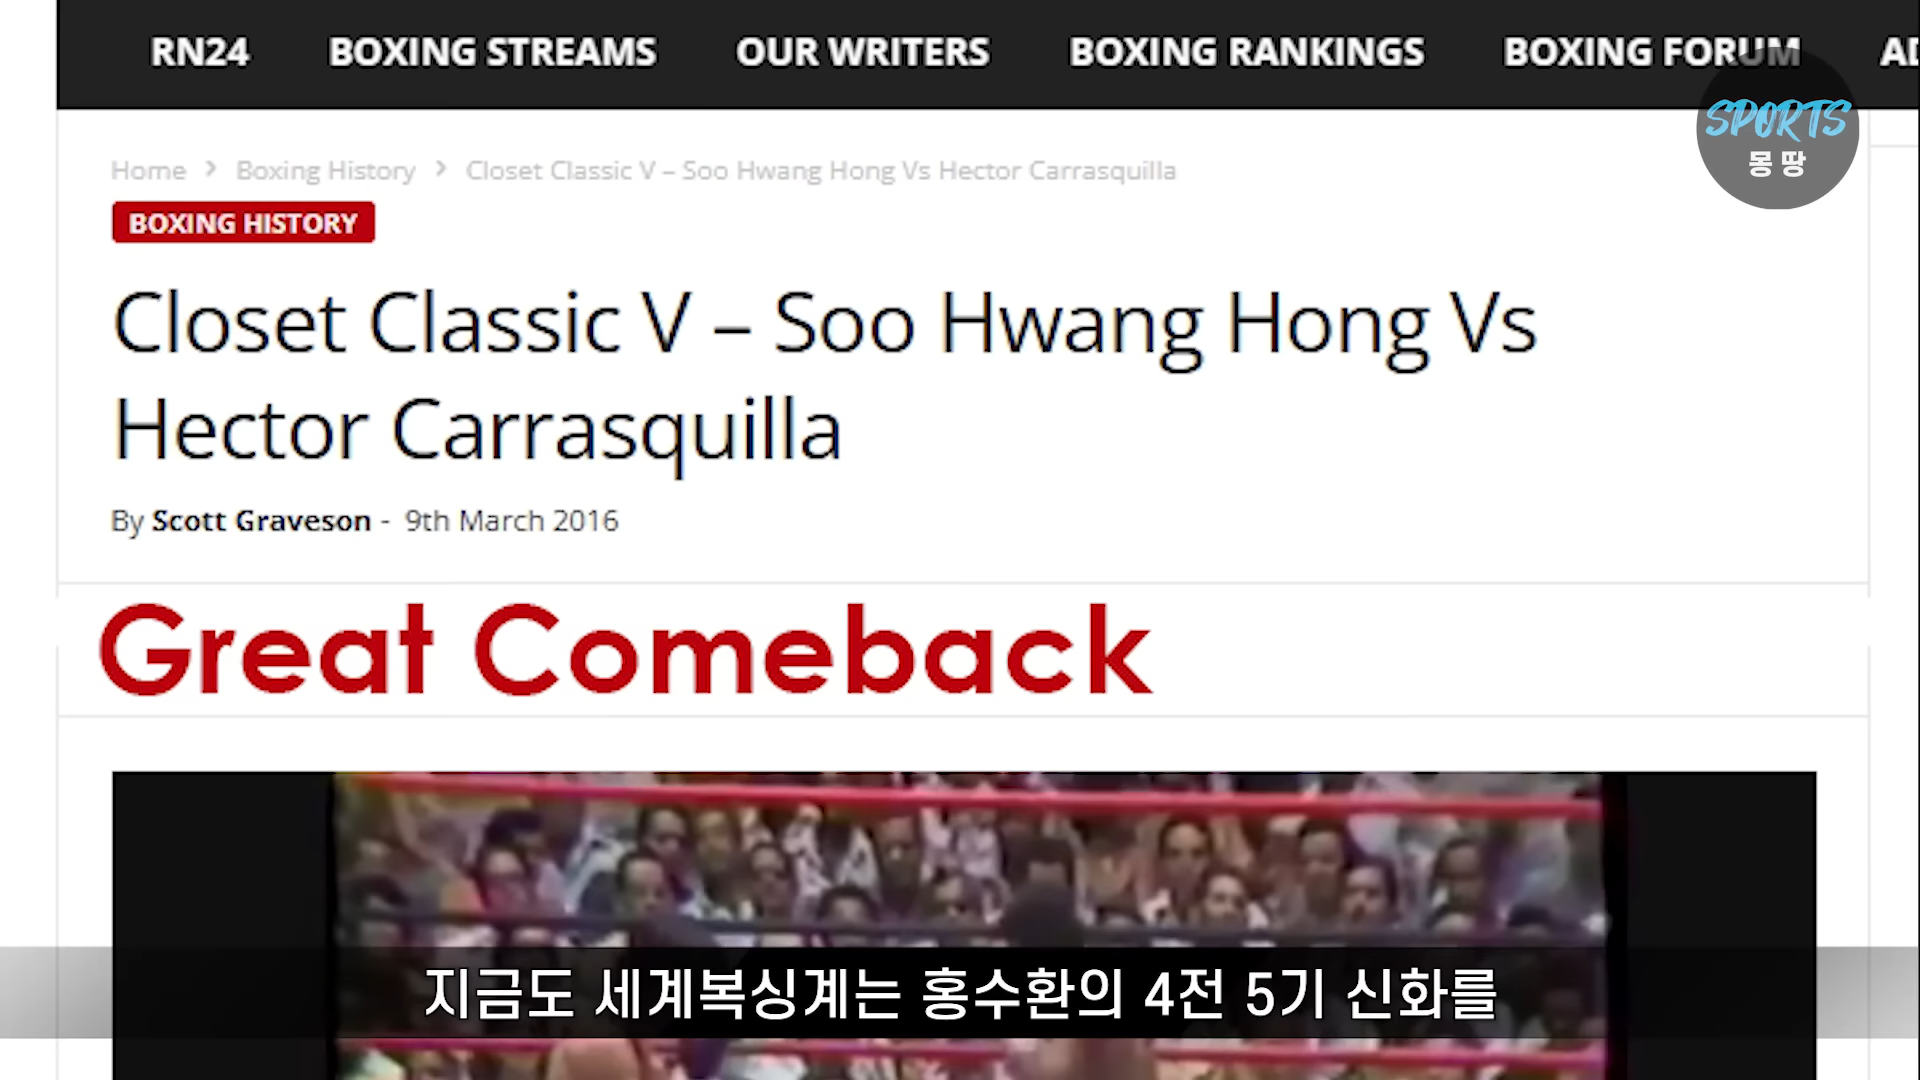 RN24 BOXING STREAMS OUR WRITERS BOXING RANKINGS BOXING FORUM AD
SPORTS
몽땅
Home > Boxing History > Closet Classic V – Soo Hwang Hong Vs Hector Carrasquilla
BOXING HISTORY
Closet Classic V – Soo Hwang Hong Vs
Hector Carrasquilla
By Scott Graveson - 9th March 2016
Great Comeback
지금도 세계복싱계는 홍수환의 4전 5기 신화를